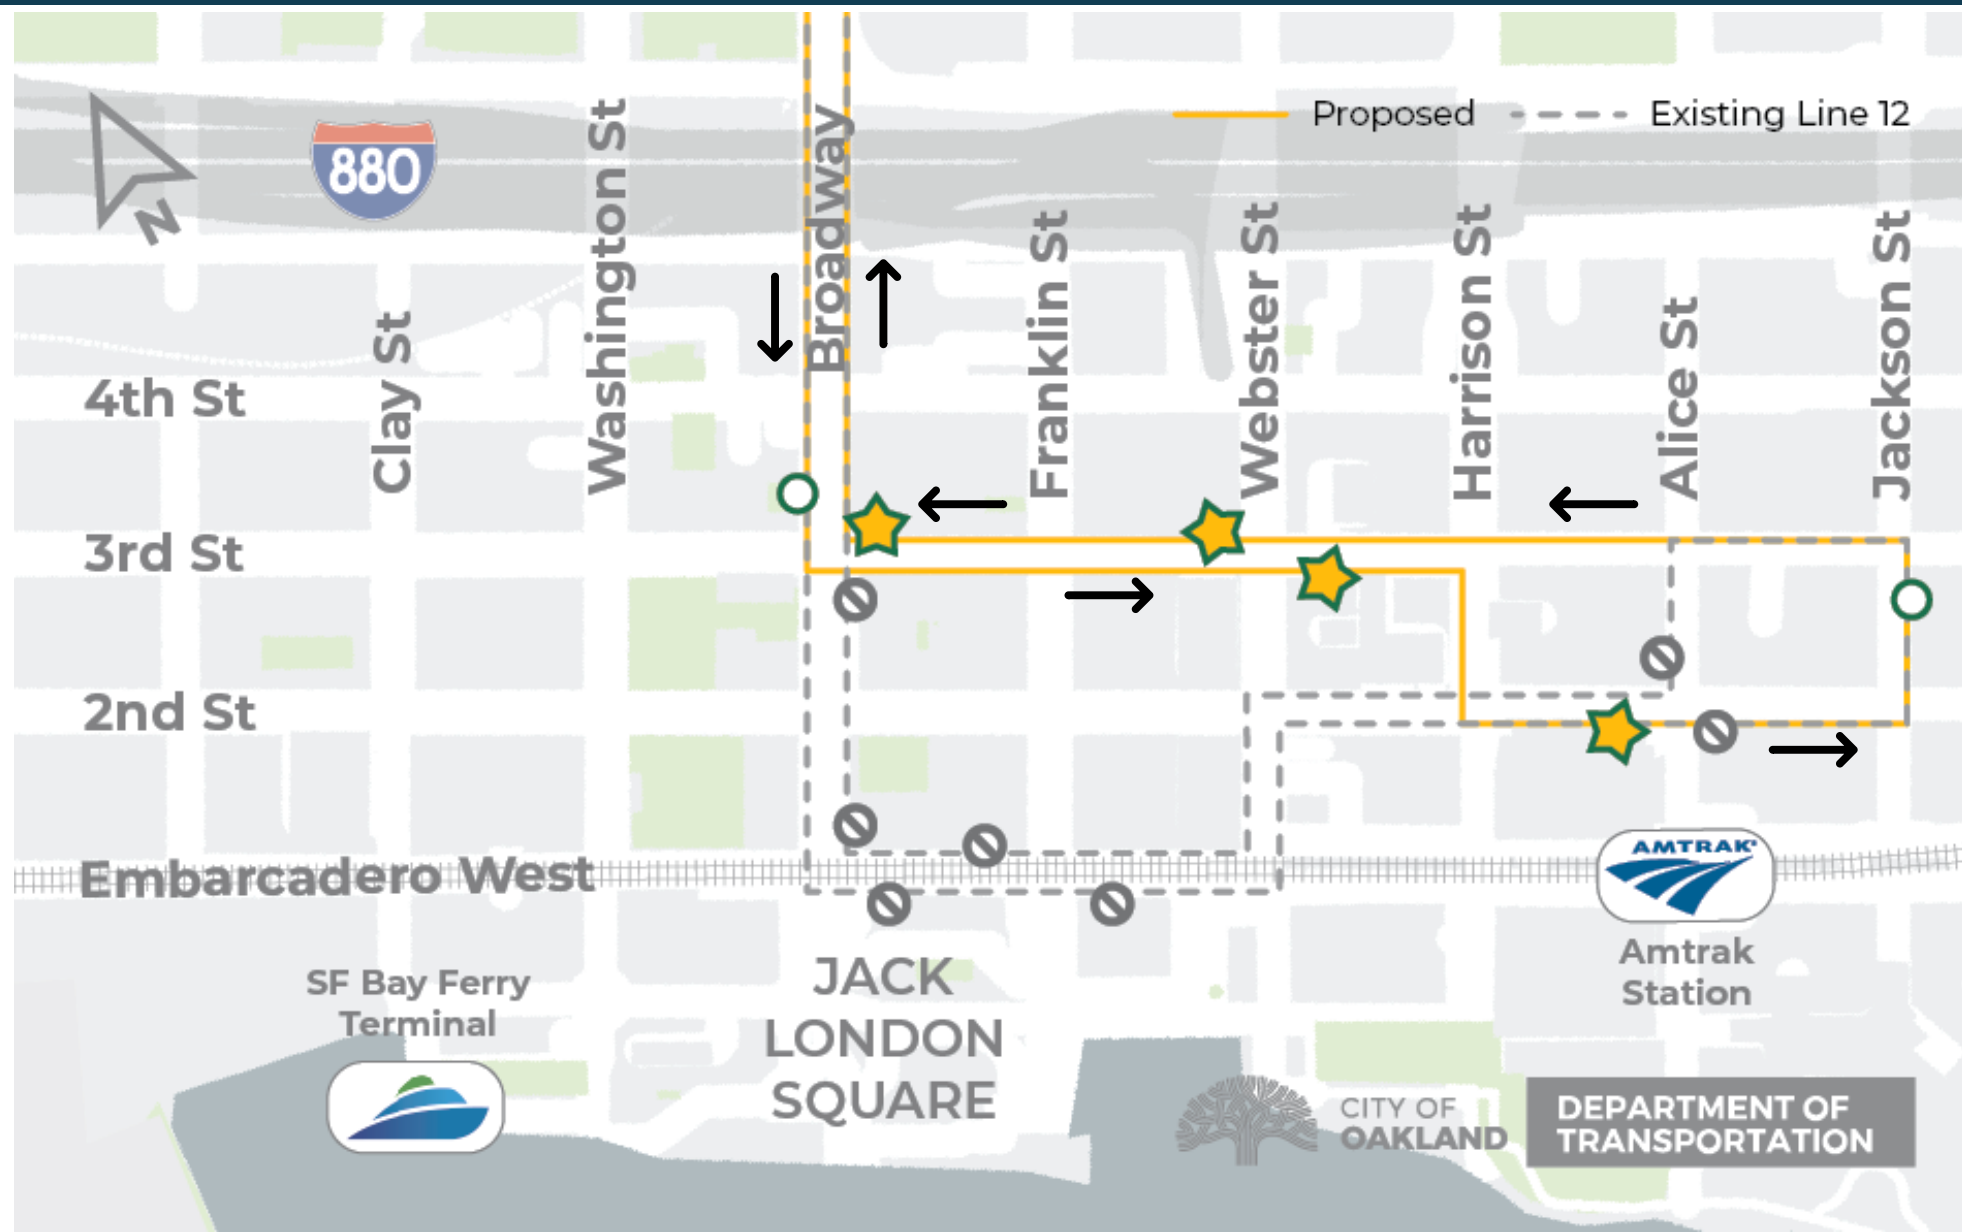 Proposed
Existing Line 12
880
N
Clay St
Washington St
Broadway
Franklin St
Webster St
Harrison St
Alice St
Jackson St
4th St
3rd St
2nd St
Embarcadero West
AMTRAK
Amtrak
Station
SF Bay Ferry
Terminal
JACK
LONDON
SQUARE
CITY OF
OAKLAND
DEPARTMENT OF
TRANSPORTATION